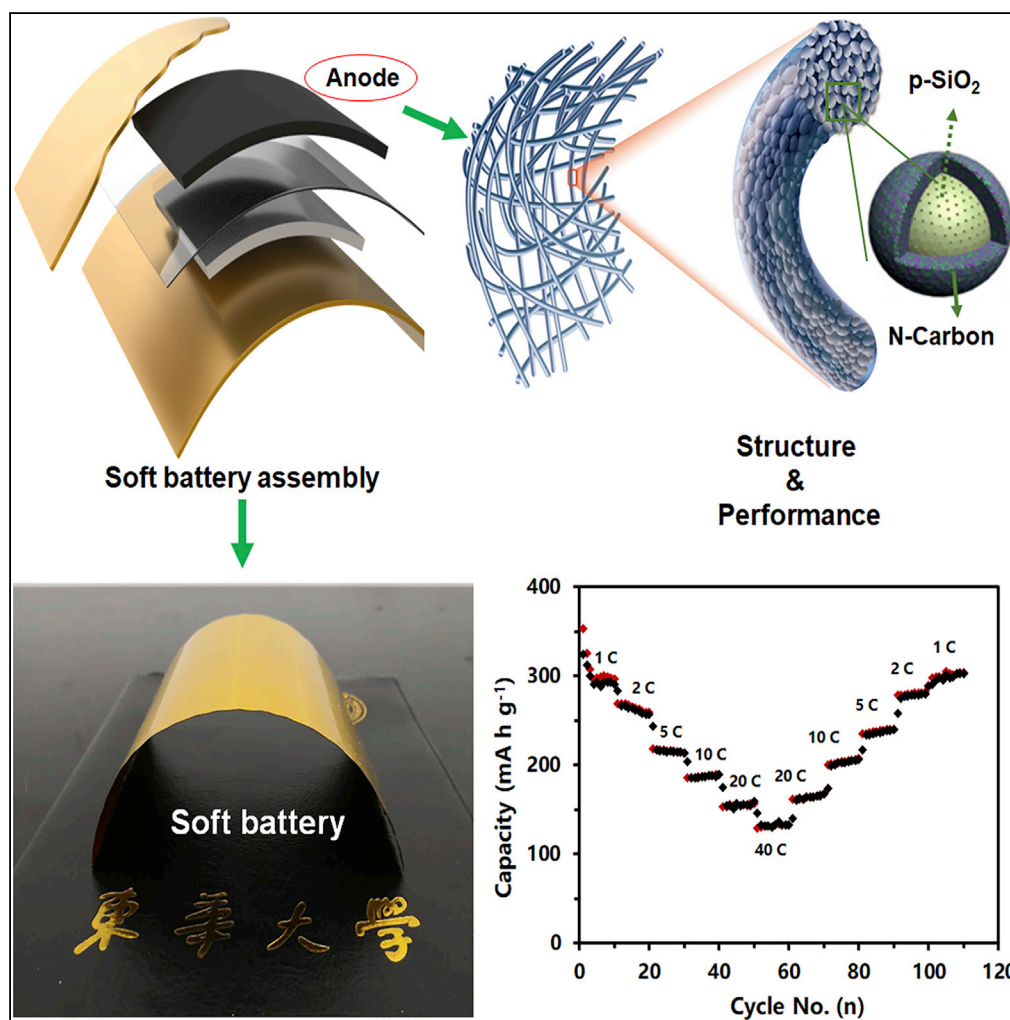 Anode
p-SiO₂
N-Carbon
Soft battery assembly
Structure
&
Performance
Soft battery
東華大學
400
300
200
100
0
Capacity (mA h g⁻¹)
1 C
2 C
5 C
10 C
20 C
40 C
20 C
10 C
5 C
2 C
1 C
0 20 40 60 80 100 120
Cycle No. (n)